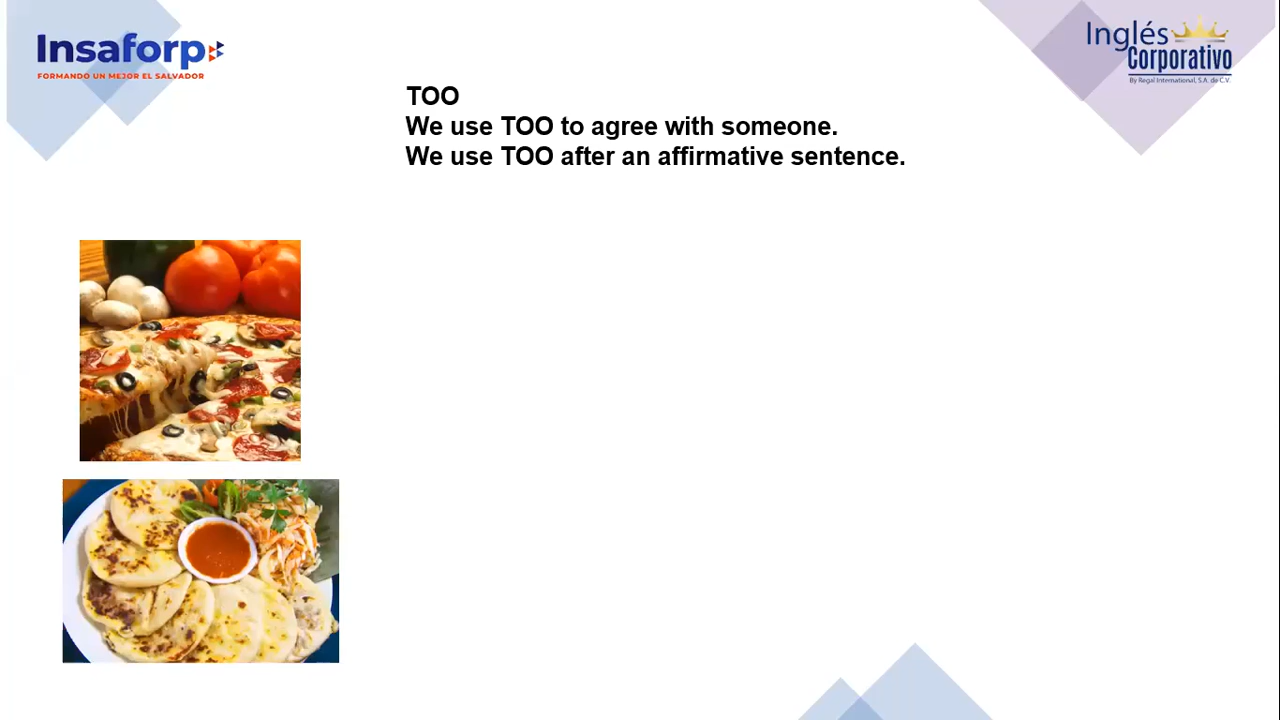 Insaforp
FORMANDO UN MEJOR EL SALVADOR
Inglés
Corporativo
By Regal International, S.A. de C.V.
TOO
We use TOO to agree with someone.
We use TOO after an affirmative sentence.